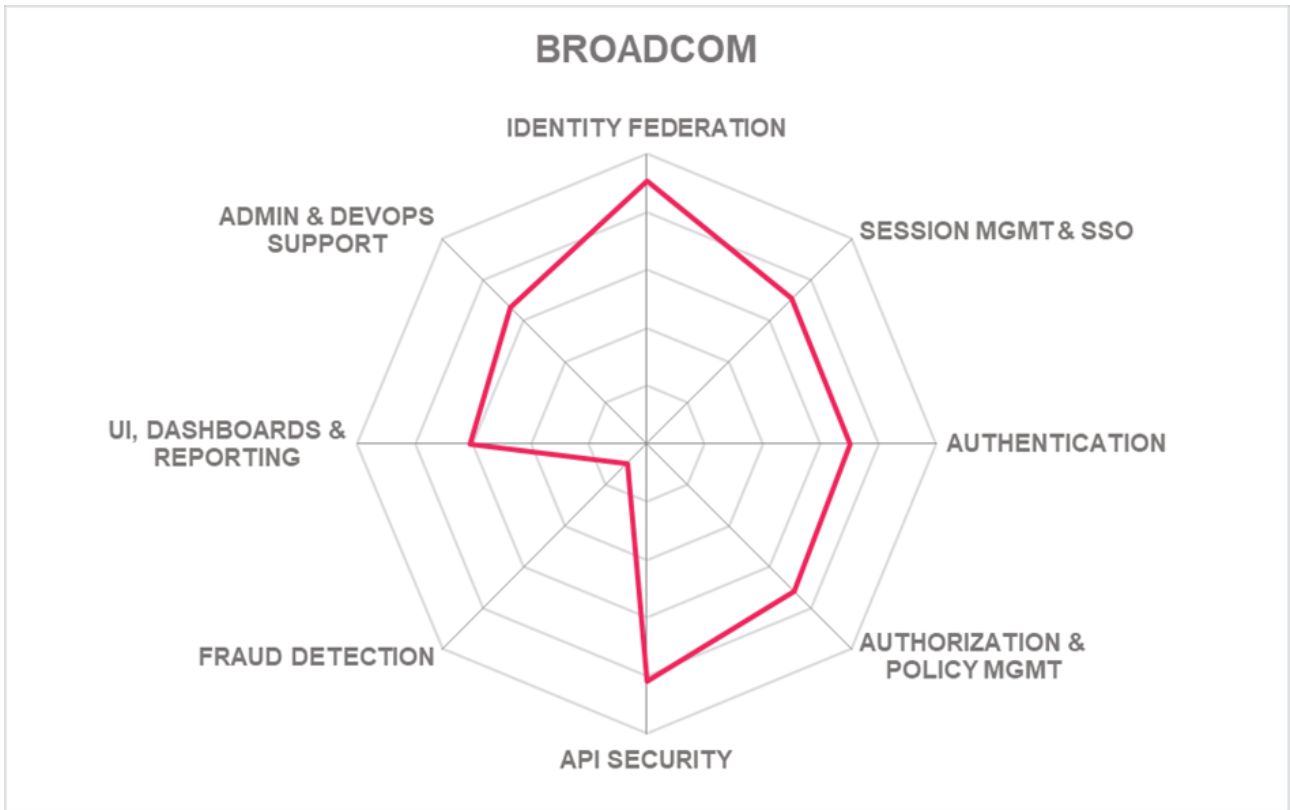 BROADCOM
IDENTITY FEDERATION
ADMIN & DEVOPS
SUPPORT
SESSION MGMT & SSO
UI, DASHBOARDS &
REPORTING
AUTHENTICATION
FRAUD DETECTION
AUTHORIZATION &
POLICY MGMT
API SECURITY